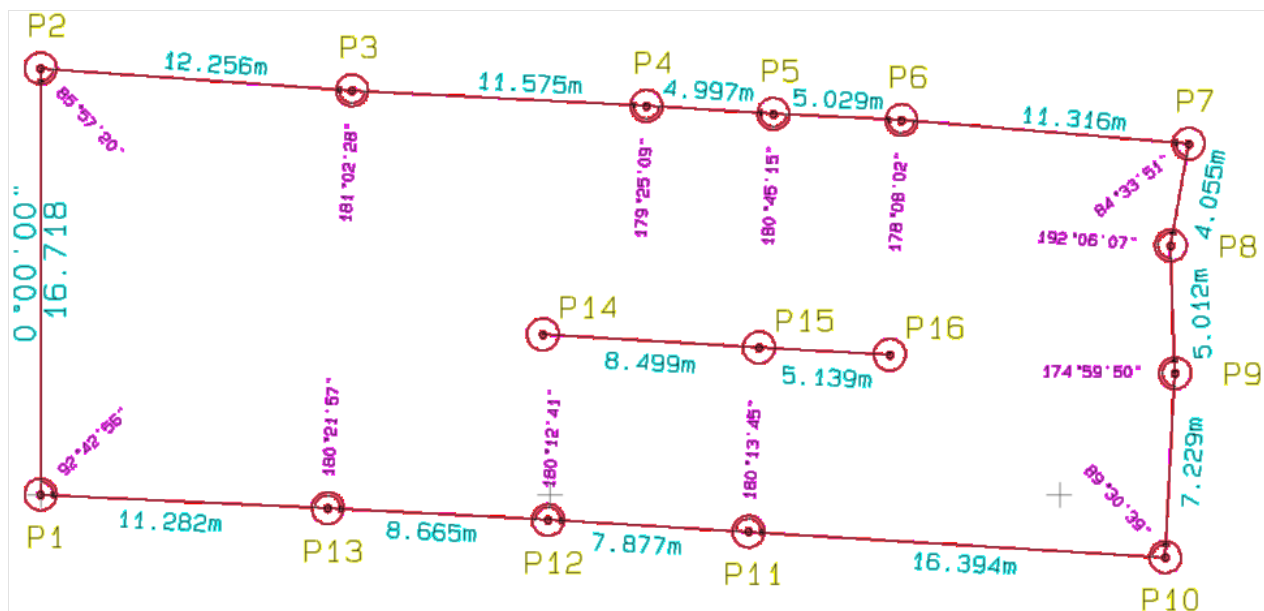 P2
P3
P4
P5
P6
P7
12.256m
11.575m
4.997m
5.029m
11.316m
85°57'20"
181°02'28"
179°25'09"
180°45'15"
178°08'02"
84°33'51"
4.055m
192°06'07"
P8
0°00'00"
16.718
5.012m
P14
P15
P16
8.499m
5.139m
174°59'50"
P9
92°42'56"
180°21'57"
180°12'41"
180°13'45"
89°30'39"
7.229m
P1
11.282m
P13
8.665m
P12
7.877m
P11
16.394m
P10